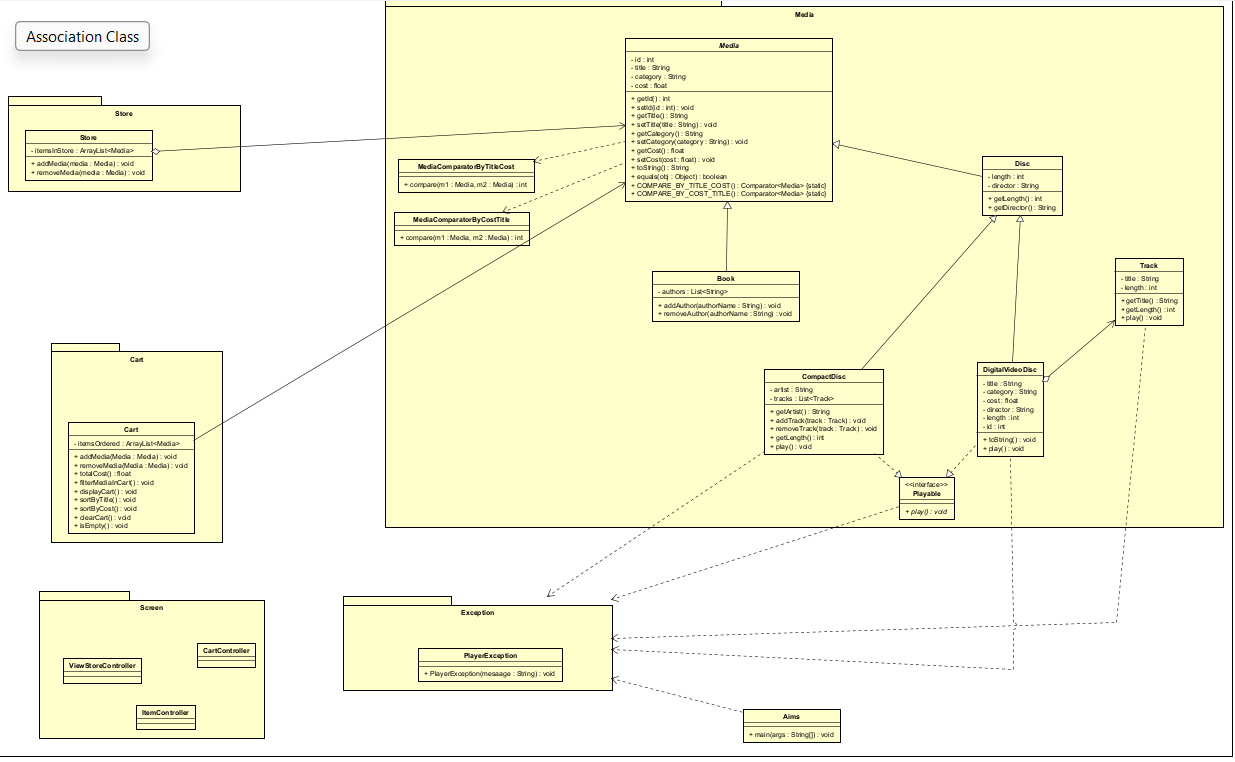 Association Class
Media
Media
- id : int
- title : String
- category : String
- cost : float
+ getId() : int
+ setId(id : int) : void
+ getTitle() : String
+ setTitle(title : String) : void
+ getCategory() : String
+ setCategory(category : String) : void
+ getCost() : float
+ setCost(cost : float) : void
+ toString() : String
+ equals(obj : Object) : boolean
+ COMPARE_BY_TITLE_COST() : Comparator<Media> {static}
+ COMPARE_BY_COST_TITLE() : Comparator<Media> {static}
Store
Store
- itemsInStore : ArrayList<Media>
+ addMedia(media : Media) : void
+ removeMedia(media : Media) : void
MediaComparatorByTitleCost
+ compare(m1 : Media, m2 : Media) : int
MediaComparatorByCostTitle
+ compare(m1 : Media, m2 : Media) : int
Disc
- length : int
- director : String
+ getLength() : int
+ getDirector() : String
Book
- authors : List<String>
+ addAuthor(authorName : String) : void
+ removeAuthor(authorName : String) : void
Track
- title : String
- length : int
+ getTitle() : String
+ getLength() : int
+ play() : void
Cart
Cart
- itemsOrdered : ArrayList<Media>
+ addMedia(Media : Media) : void
+ removeMedia(Media : Media) : void
+ totalCost() : float
+ filterMediaInCart() : void
+ displayCart() : void
+ sortByTitle() : void
+ sortByCost() : void
+ clearCart() : void
+ isEmpty() : void
CompactDisc
- artist : String
- tracks : List<Track>
+ getArtist() : String
+ addTrack(track : Track) : void
+ removeTrack(track : Track) : void
+ getLength() : int
+ play() : void
DigitalVideoDisc
- title : String
- category : String
- cost : float
- director : String
- length : int
- id : int
+ toString() : void
+ play() : void
<<interface>>
Playable
+ play() : void
Screen
ViewStoreController
CartController
ItemController
Exception
PlayerException
+ PlayerException(mesaage : String) : void
Aims
+ main(args : String[]) : void